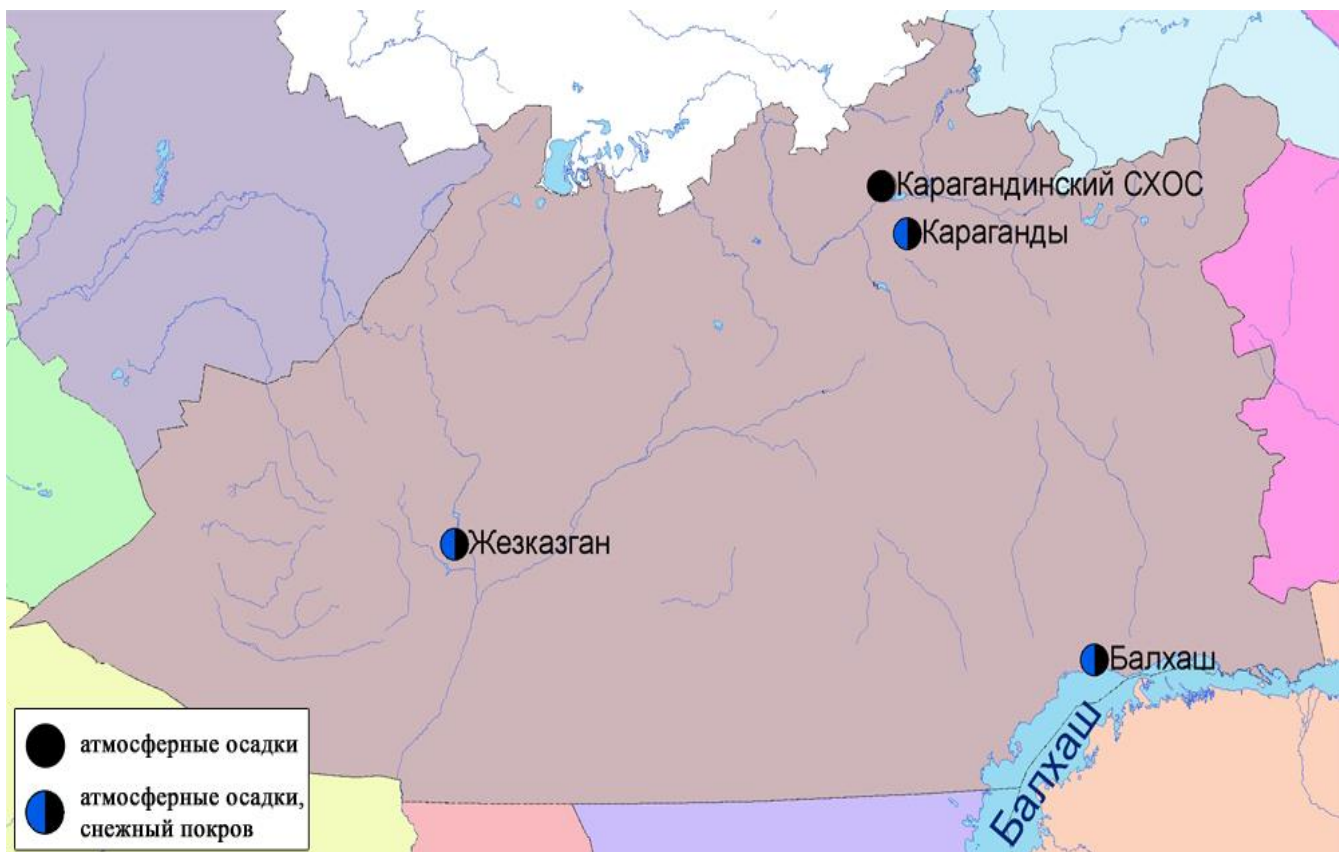 Карагандинский СХОС
Караганды
Жезказган
Балхаш
Балхаш
атмосферные осадки
атмосферные осадки,
снежный покров